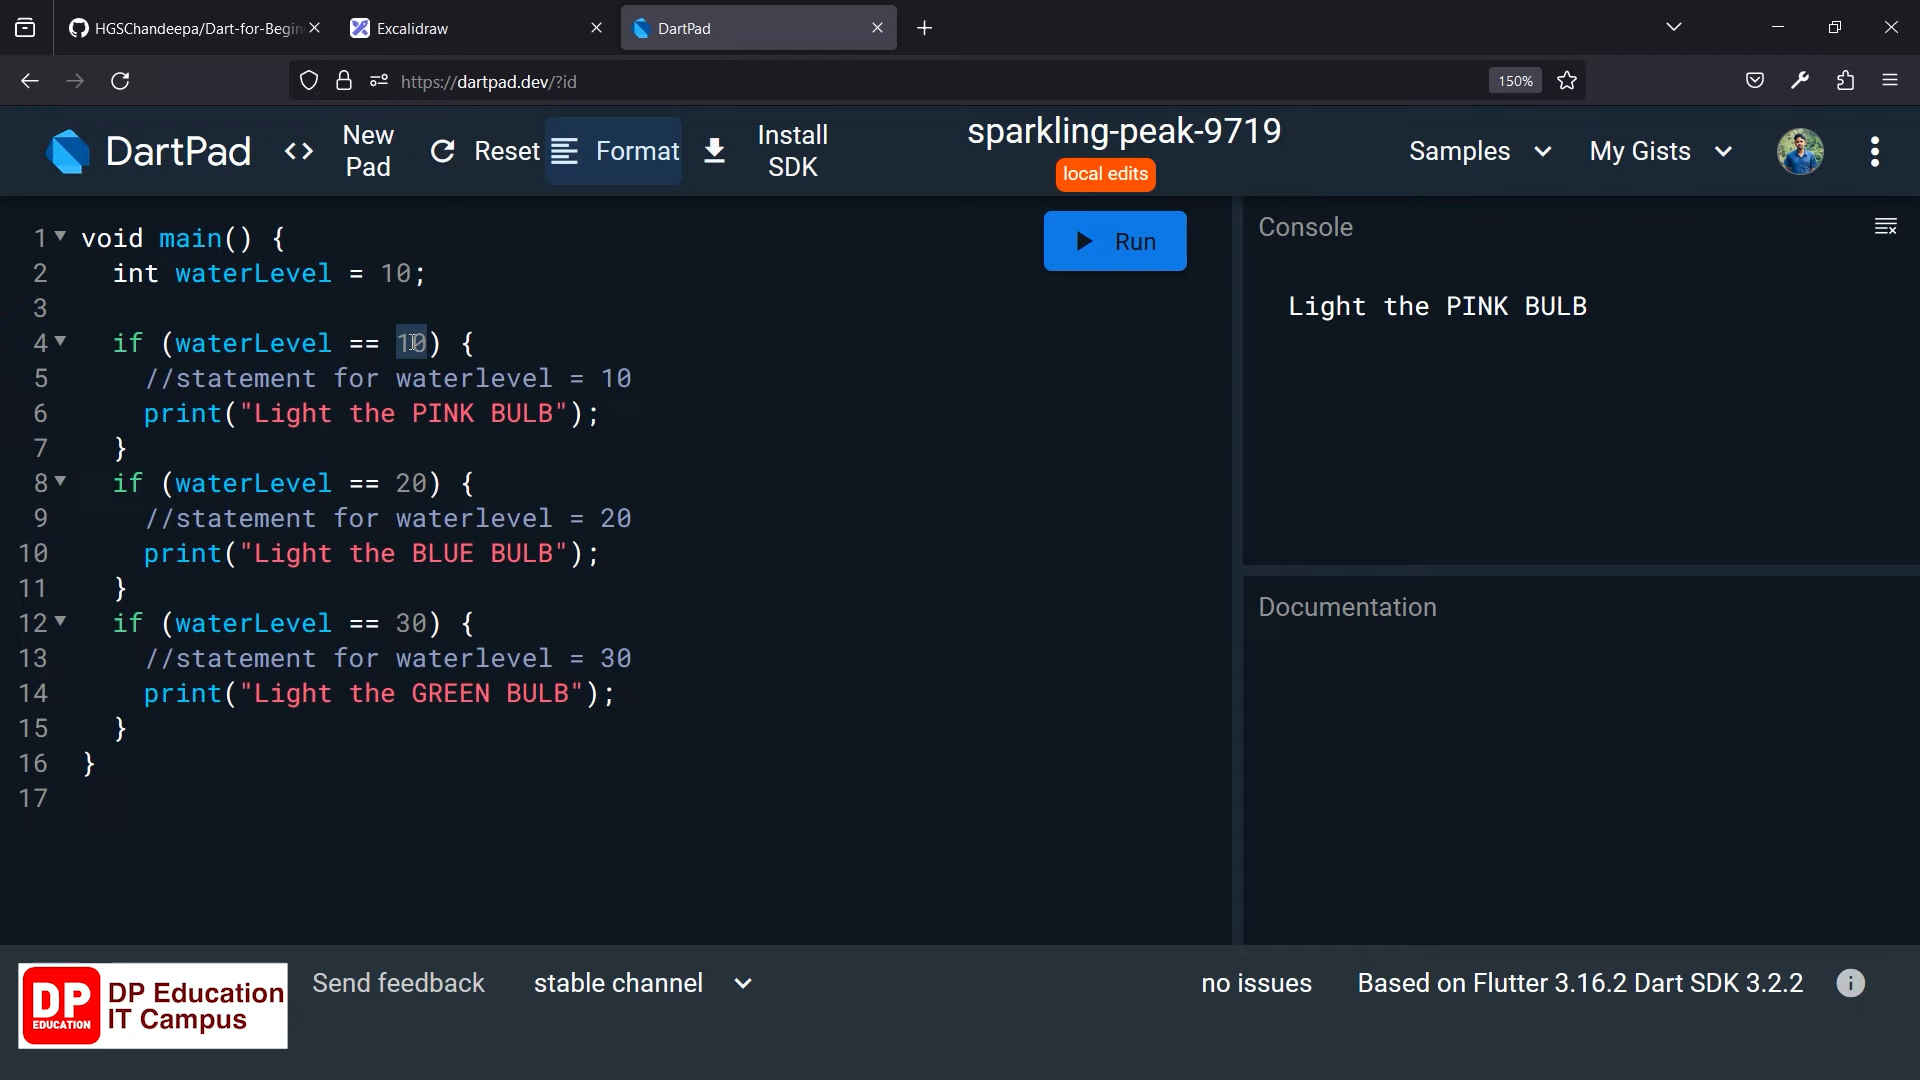 HGSChandeepa/Dart-for-Begin
Excalidraw
DartPad
https://dartpad.dev/?id
150%
DartPad
<> New Pad
Reset
Format
Install SDK
sparkling-peak-9719
local edits
Samples
My Gists
1 void main() {
2   int waterLevel = 10;
3
4   if (waterLevel == 10) {
5     //statement for waterlevel = 10
6     print("Light the PINK BULB");
7   }
8   if (waterLevel == 20) {
9     //statement for waterlevel = 20
10     print("Light the BLUE BULB");
11   }
12   if (waterLevel == 30) {
13     //statement for waterlevel = 30
14     print("Light the GREEN BULB");
15   }
16 }
17
Run
Console
Light the PINK BULB
Documentation
DP EDUCATION
DP Education
IT Campus
Send feedback
stable channel
no issues
Based on Flutter 3.16.2 Dart SDK 3.2.2